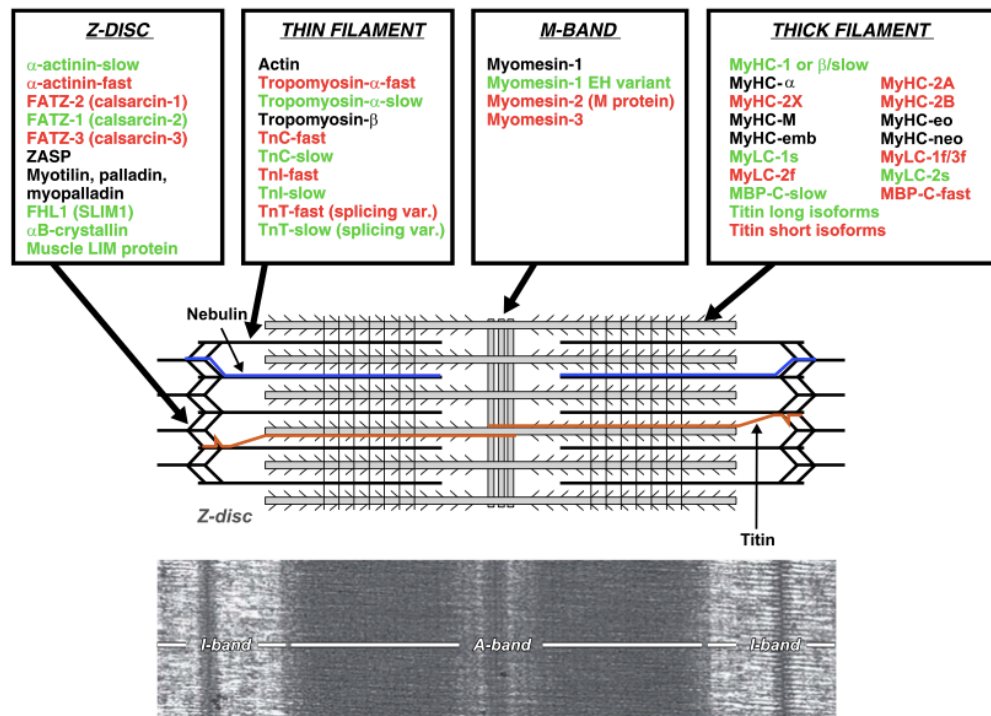 Z-DISC
α-actinin-slow
α-actinin-fast
FATZ-2 (calsarcin-1)
FATZ-1 (calsarcin-2)
FATZ-3 (calsarcin-3)
ZASP
Myotilin, palladin,
myopalladin
FHL1 (SLIM1)
αB-crystallin
Muscle LIM protein
THIN FILAMENT
Actin
Tropomyosin-α-fast
Tropomyosin-α-slow
Tropomyosin-β
TnC-fast
TnC-slow
TnI-fast
TnI-slow
TnT-fast (splicing var.)
TnT-slow (splicing var.)
M-BAND
Myomesin-1
Myomesin-1 EH variant
Myomesin-2 (M protein)
Myomesin-3
THICK FILAMENT
MyHC-1 or β/slow
MyHC-α MyHC-2A
MyHC-2X MyHC-2B
MyHC-M MyHC-eo
MyHC-emb MyHC-neo
MyLC-1s MyLC-1f/3f
MyLC-2f MyLC-2s
MBP-C-slow MBP-C-fast
Titin long isoforms
Titin short isoforms
Nebulin
Z-disc
Titin
I-band A-band I-band